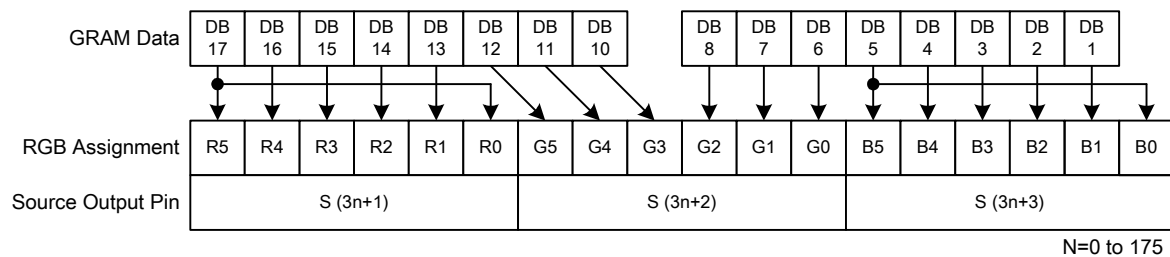 GRAM Data DB 17 DB 16 DB 15 DB 14 DB 13 DB 12 DB 11 DB 10 DB 8 DB 7 DB 6 DB 5 DB 4 DB 3 DB 2 DB 1
RGB Assignment R5 R4 R3 R2 R1 R0 G5 G4 G3 G2 G1 G0 B5 B4 B3 B2 B1 B0
Source Output Pin S (3n+1) S (3n+2) S (3n+3)
N=0 to 175